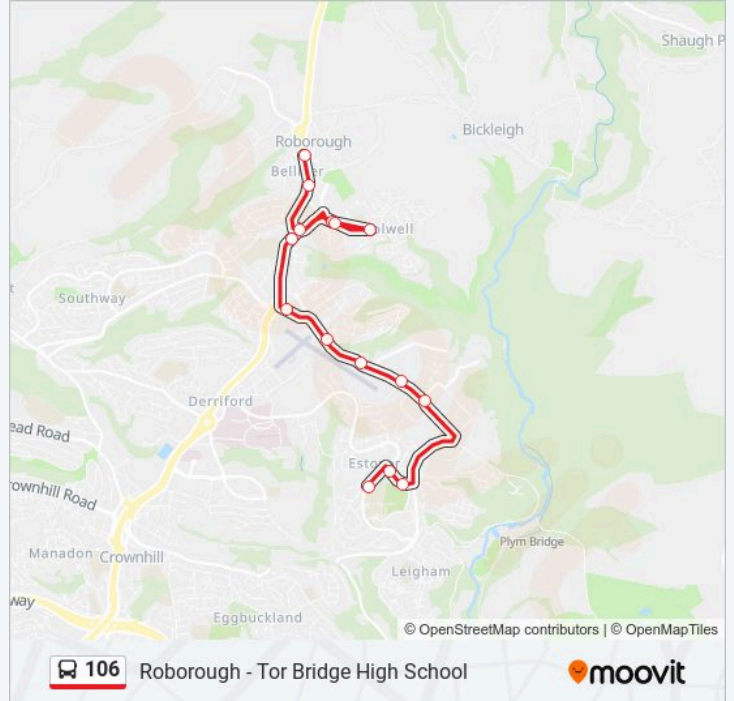 Shaugh P
Bickleigh
Roborough
Southway
Derriford
ead Road
rownhill Road
Plym Bridge
Manadon
Crownhill
Leigham
way
Eggbuckland
© OpenStreetMap contributors | © OpenMapTiles
106 Roborough - Tor Bridge High School
moovit